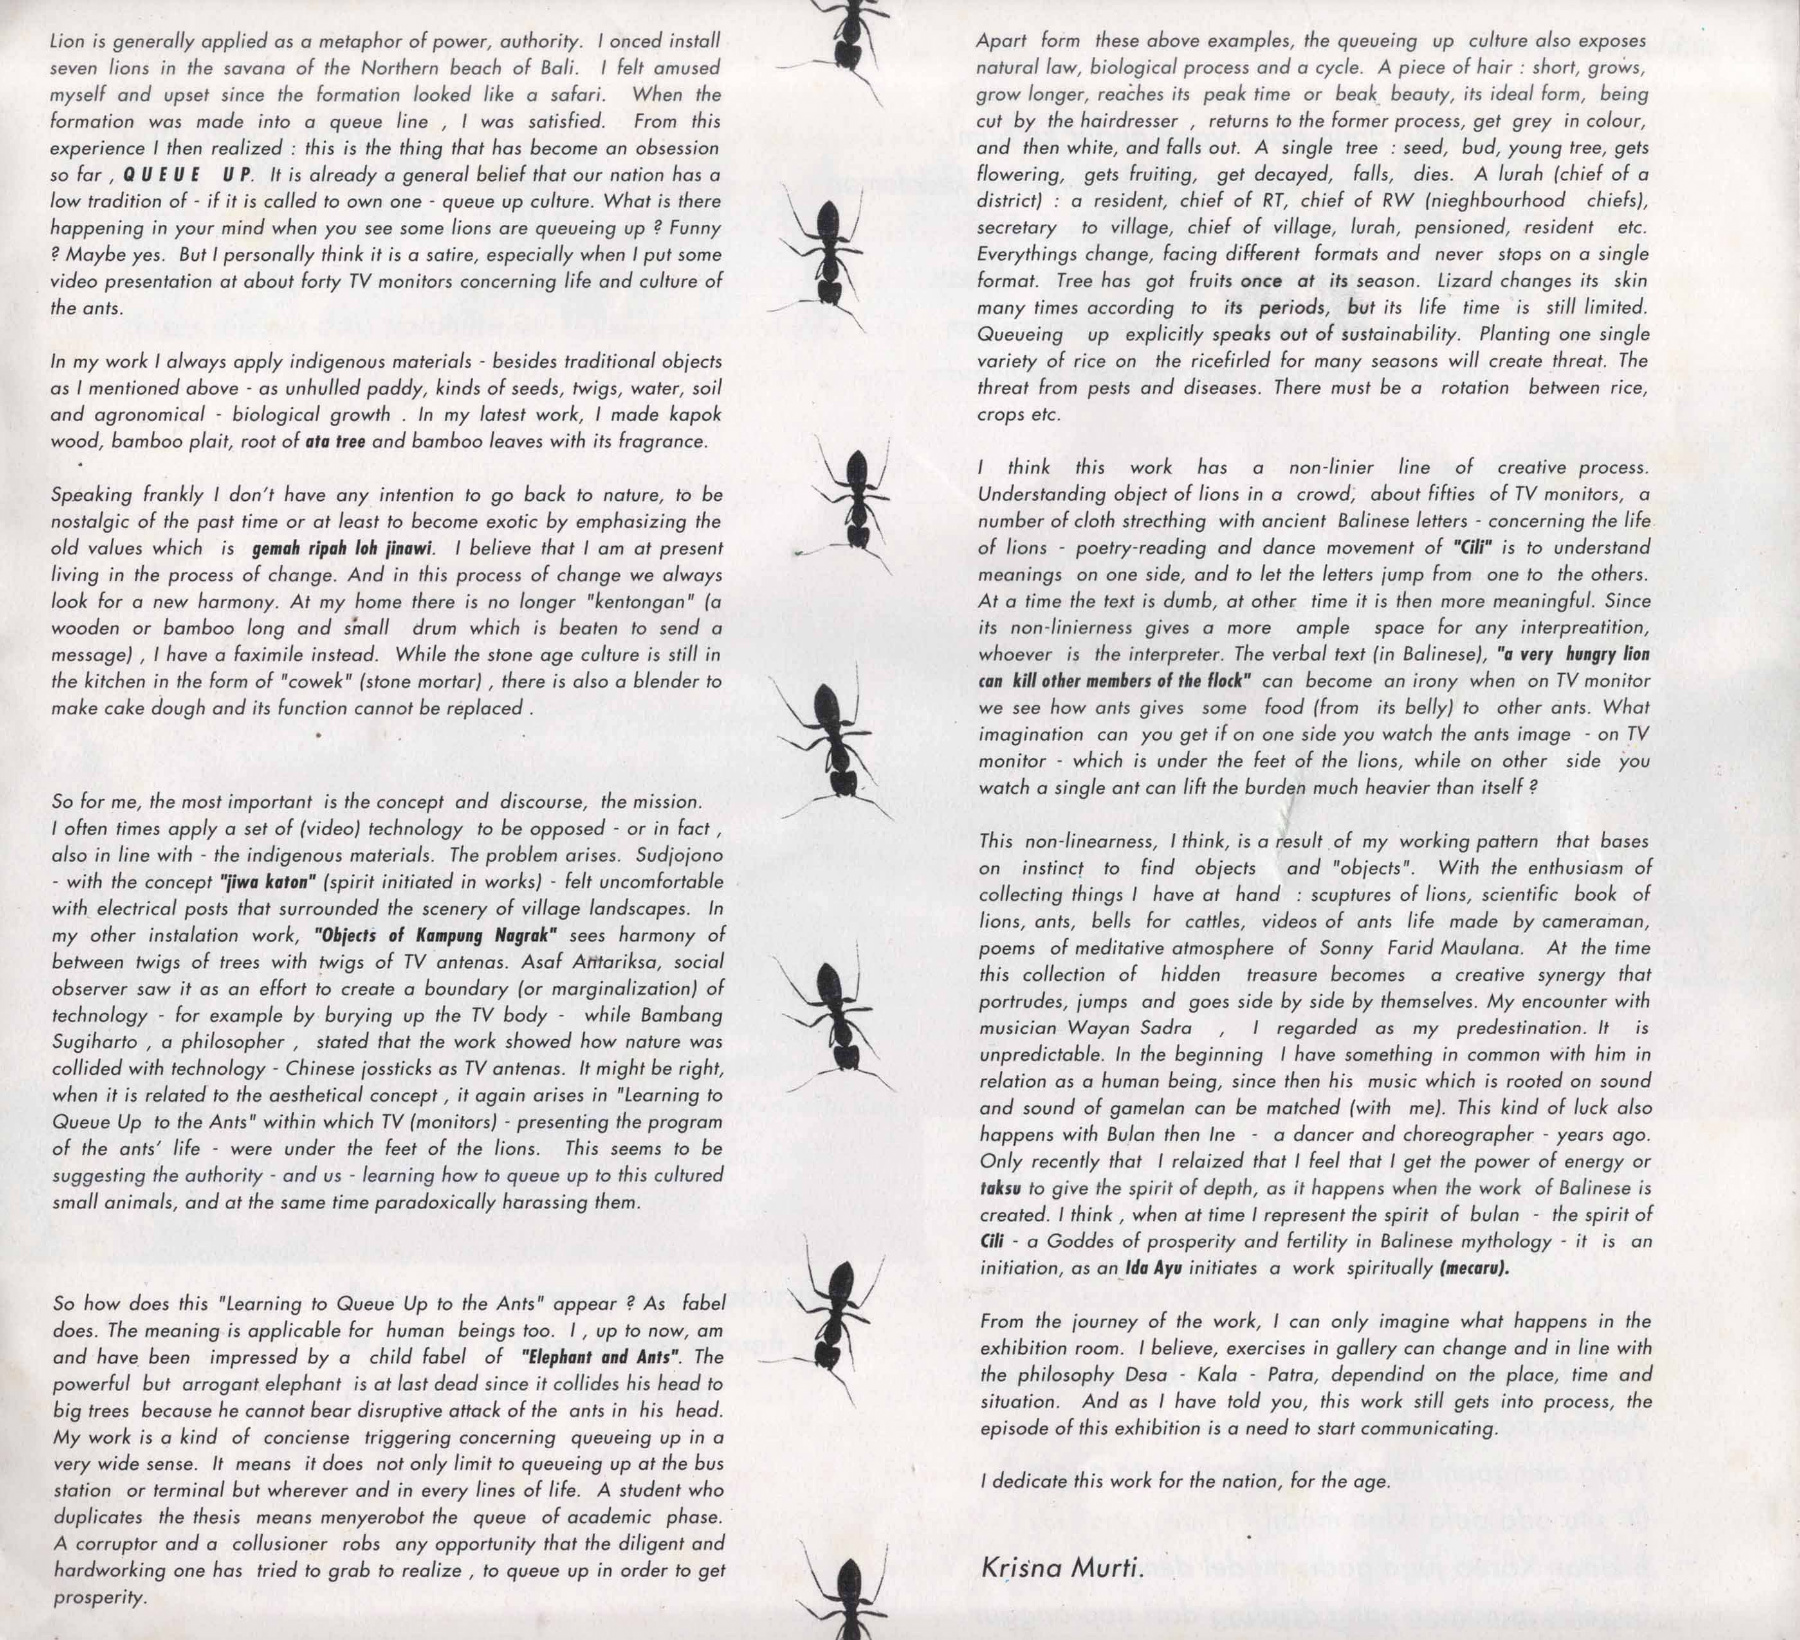 Lion is generally applied as a metaphor of power, authority. I onced install
seven lions in the savana of the Northern beach of Bali. I felt amused
myself and upset since the formation looked like a safari. When the
formation was made into a queue line , I was satisfied. From this
experience I then realized : this is the thing that has become an obsession
so far , QUEUE UP. It is already a general belief that our nation has a
low tradition of - if it is called to own one - queue up culture. What is there
happening in your mind when you see some lions are queueing up ? Funny
? Maybe yes. But I personally think it is a satire, especially when I put some
video presentation at about forty TV monitors concerning life and culture of
the ants.
In my work I always apply indigenous materials - besides traditional objects
as I mentioned above - as unhulled paddy, kinds of seeds, twigs, water, soil
and agronomical - biological growth . In my latest work, I made kapok
wood, bamboo plait, root of ata tree and bamboo leaves with its fragrance.
Speaking frankly I don't have any intention to go back to nature, to be
nostalgic of the past time or at least to become exotic by emphasizing the
old values which is gemah ripah loh jinawi. I believe that I am at present
living in the process of change. And in this process of change we always
look for a new harmony. At my home there is no longer "kentongan" (a
wooden or bamboo long and small drum which is beaten to send a
message) , I have a faximile instead. While the stone age culture is still in
the kitchen in the form of "cowek" (stone mortar) , there is also a blender to
make cake dough and its function cannot be replaced .
So for me, the most important is the concept and discourse, the mission.
I often times apply a set of (video) technology to be opposed - or in fact ,
also in line with - the indigenous materials. The problem arises. Sudjojono
- with the concept "jiwa katon" (spirit initiated in works) - felt uncomfortable
with electrical posts that surrounded the scenery of village landscapes. In
my other instalation work, "Objects of Kampung Nagrak" sees harmony of
between twigs of trees with twigs of TV antenas. Asaf Antariksa, social
observer saw it as an effort to create a boundary (or marginalization) of
technology - for example by burying up the TV body - while Bambang
Sugiharto , a philosopher , stated that the work showed how nature was
collided with technology - Chinese jossticks as TV antenas. It might be right,
when it is related to the aesthetical concept , it again arises in "Learning to
Queue Up to the Ants" within which TV (monitors) - presenting the program
of the ants' life - were under the feet of the lions. This seems to be
suggesting the authority - and us - learning how to queue up to this cultured
small animals, and at the same time paradoxically harassing them.
So how does this "Learning to Queue Up to the Ants" appear ? As fabel
does. The meaning is applicable for human beings too. I , up to now, am
and have been impressed by a child fabel of "Elephant and Ants". The
powerful but arrogant elephant is at last dead since it collides his head to
big trees because he cannot bear disruptive attack of the ants in his head.
My work is a kind of conciense triggering concerning queueing up in a
very wide sense. It means it does not only limit to queueing up at the bus
station or terminal but wherever and in every lines of life. A student who
duplicates the thesis means menyerobot the queue of academic phase.
A corruptor and a collusioner robs any opportunity that the diligent and
hardworking one has tried to grab to realize , to queue up in order to get
prosperity.
Apart form these above examples, the queueing up culture also exposes
natural law, biological process and a cycle. A piece of hair : short, grows,
grow longer, reaches its peak time or beak beauty, its ideal form, being
cut by the hairdresser , returns to the former process, get grey in colour,
and then white, and falls out. A single tree : seed, bud, young tree, gets
flowering, gets fruiting, get decayed, falls, dies. A lurah (chief of a
district) : a resident, chief of RT, chief of RW (nieghbourhood chiefs),
secretary to village, chief of village, lurah, pensioned, resident etc.
Everythings change, facing different formats and never stops on a single
format. Tree has got fruits once at its season. Lizard changes its skin
many times according to its periods, but its life time is still limited.
Queueing up explicitly speaks out of sustainability. Planting one single
variety of rice on the ricefirled for many seasons will create threat. The
threat from pests and diseases. There must be a rotation between rice,
crops etc.
I think this work has a non-linier line of creative process.
Understanding object of lions in a crowd, about fifties of TV monitors, a
number of cloth strecthing with ancient Balinese letters - concerning the life
of lions - poetry-reading and dance movement of "Cili" is to understand
meanings on one side, and to let the letters jump from one to the others.
At a time the text is dumb, at other time it is then more meaningful. Since
its non-linierness gives a more ample space for any interpreatition,
whoever is the interpreter. The verbal text (in Balinese), "a very hungry lion
can kill other members of the flock" can become an irony when on TV monitor
we see how ants gives some food (from its belly) to other ants. What
imagination can you get if on one side you watch the ants image - on TV
monitor - which is under the feet of the lions, while on other side you
watch a single ant can lift the burden much heavier than itself ?
This non-linearness, I think, is a result of my working pattern that bases
on instinct to find objects and "objects". With the enthusiasm of
collecting things I have at hand : scuptures of lions, scientific book of
lions, ants, bells for cattles, videos of ants life made by cameraman,
poems of meditative atmosphere of Sonny Farid Maulana. At the time
this collection of hidden treasure becomes a creative synergy that
portrudes, jumps and goes side by side by themselves. My encounter with
musician Wayan Sadra , I regarded as my predestination. It is
unpredictable. In the beginning I have something in common with him in
relation as a human being, since then his music which is rooted on sound
and sound of gamelan can be matched (with me). This kind of luck also
happens with Bulan then Ine - a dancer and choreographer - years ago.
Only recently that I relaized that I feel that I get the power of energy or
taksu to give the spirit of depth, as it happens when the work of Balinese is
created. I think , when at time I represent the spirit of bulan - the spirit of
Cili - a Goddes of prosperity and fertility in Balinese mythology - it is an
initiation, as an Ida Ayu initiates a work spiritually (mecaru).
From the journey of the work, I can only imagine what happens in the
exhibition room. I believe, exercises in gallery can change and in line with
the philosophy Desa - Kala - Patra, dependind on the place, time and
situation. And as I have told you, this work still gets into process, the
episode of this exhibition is a need to start communicating.
I dedicate this work for the nation, for the age.
Krisna Murti.